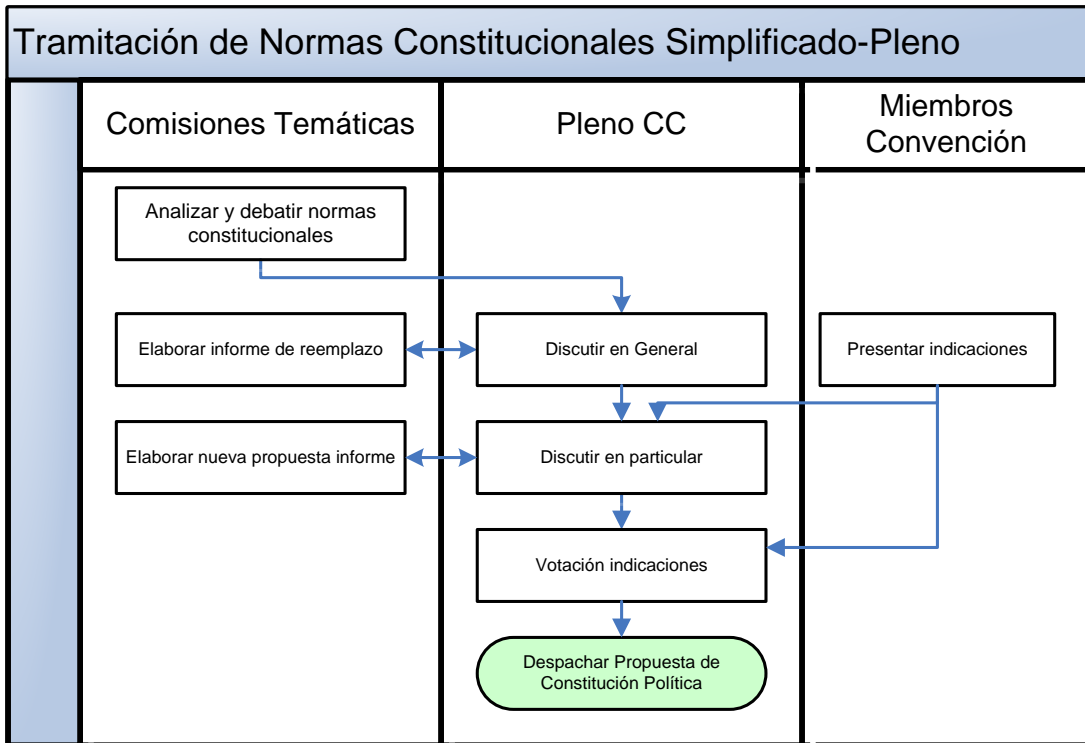 Tramitación de Normas Constitucionales Simplificado-Pleno
Comisiones Temáticas
Pleno CC
Miembros
Convención
Analizar y debatir normas
constitucionales
Elaborar informe de reemplazo
Discutir en General
Presentar indicaciones
Elaborar nueva propuesta informe
Discutir en particular
Votación indicaciones
Despachar Propuesta de
Constitución Política